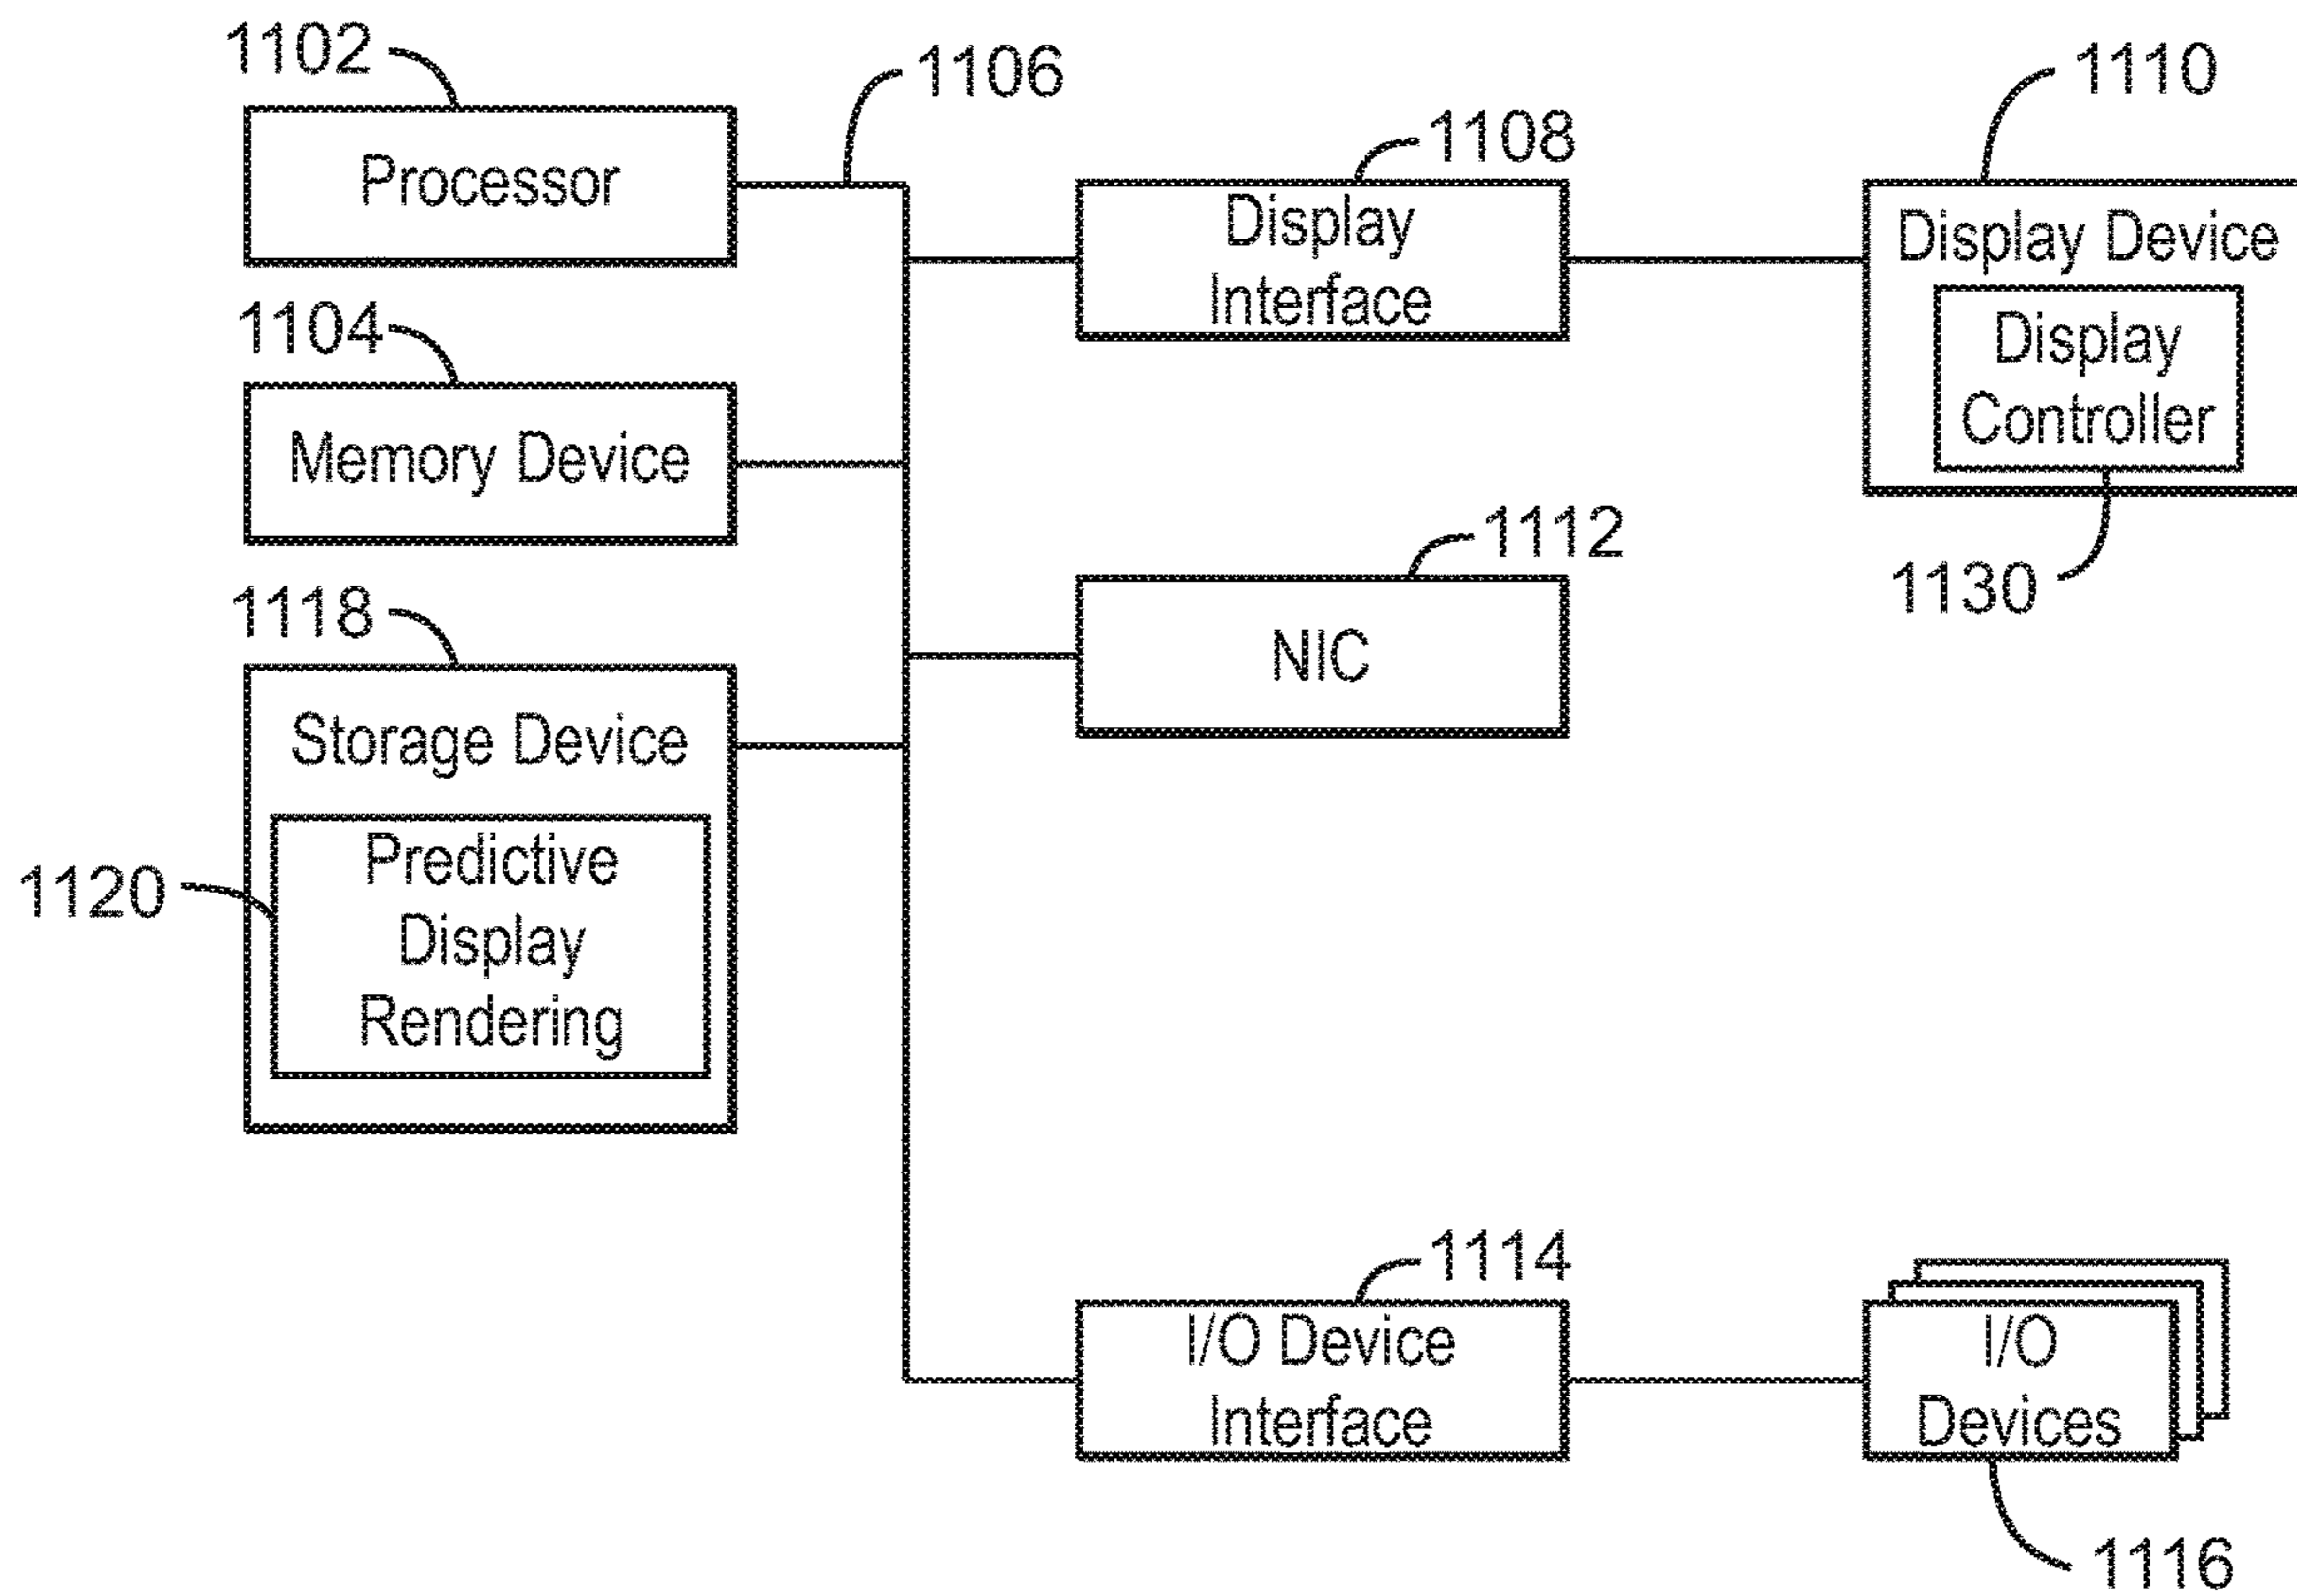 1102
Processor
1106
1108
Display
Interface
1110
Display Device
Display
Controller
1130
1104
Memory Device
1112
NIC
1118
Storage Device
1120
Predictive
Display
Rendering
1114
I/O Device
Interface
I/O
Devices
1116